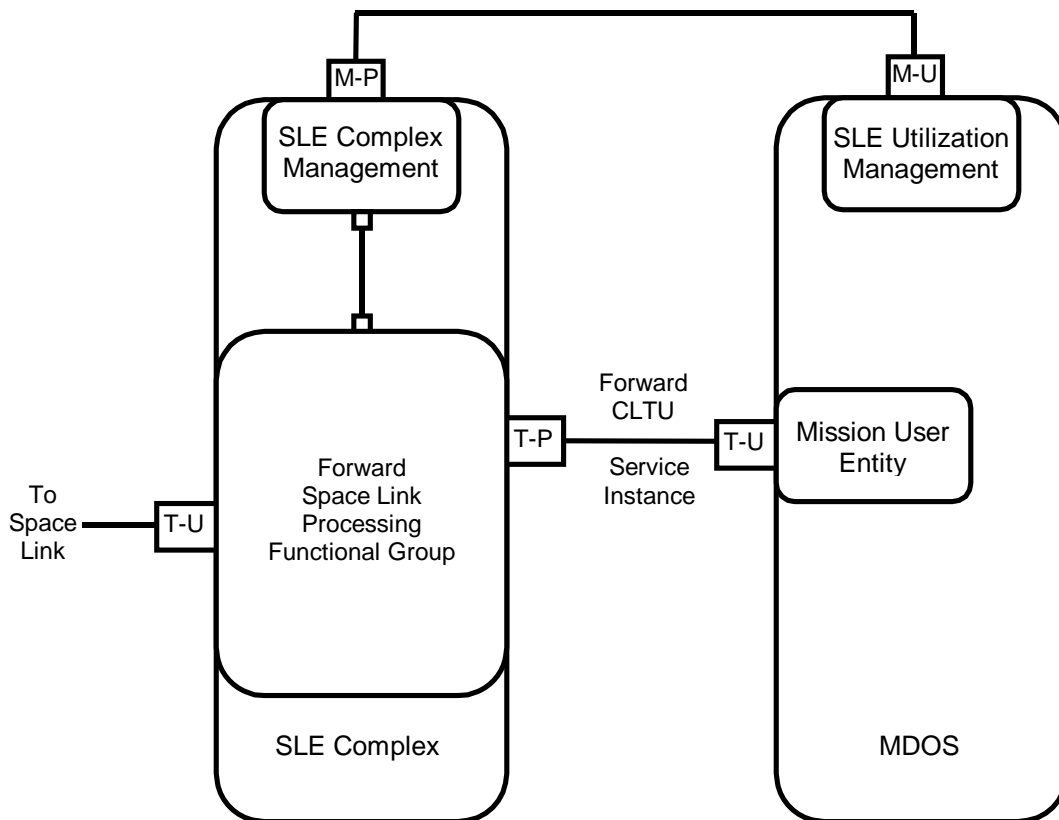 M-P
M-U
SLE Complex
Management
SLE Utilization
Management
Forward
CLTU
T-P
T-U
Service
Instance
Mission User
Entity
To
Space
Link
T-U
Forward
Space Link
Processing
Functional Group
SLE Complex
MDOS